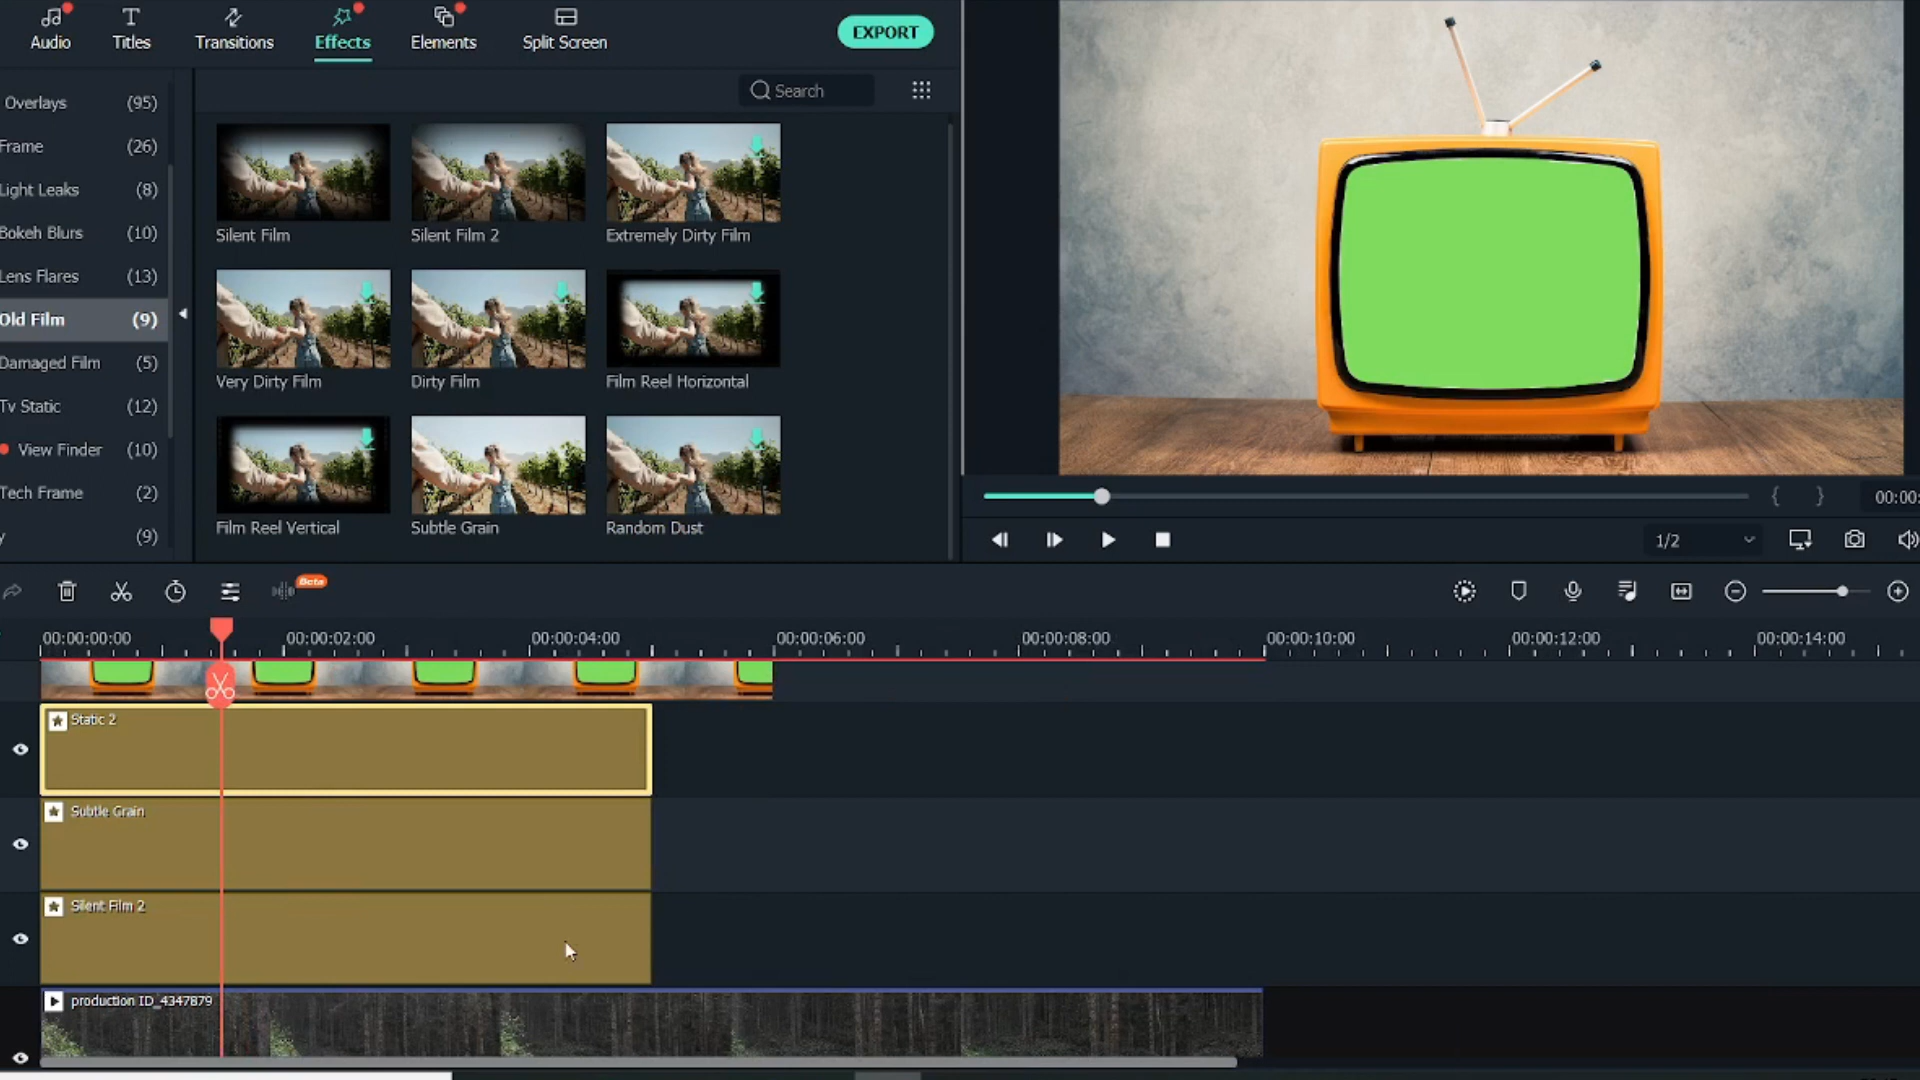 Audio
Titles
Transitions
Effects
Elements
Split Screen
EXPORT
Search
Overlays (95)
Frame (26)
Light Leaks (8)
Bokeh Blurs (10)
Lens Flares (13)
Old Film (9)
Damaged Film (5)
Tv Static (12)
View Finder (10)
Tech Frame (2)
y (9)
Silent Film
Silent Film 2
Extremely Dirty Film
Very Dirty Film
Dirty Film
Film Reel Horizontal
Film Reel Vertical
Subtle Grain
Random Dust
{ } 00:00:
1/2
Beta
00:00:00:00
00:00:02:00
00:00:04:00
00:00:06:00
00:00:08:00
00:00:10:00
00:00:12:00
00:00:14:00
Static 2
Subtle Grain
Silent Film 2
production ID_4347879